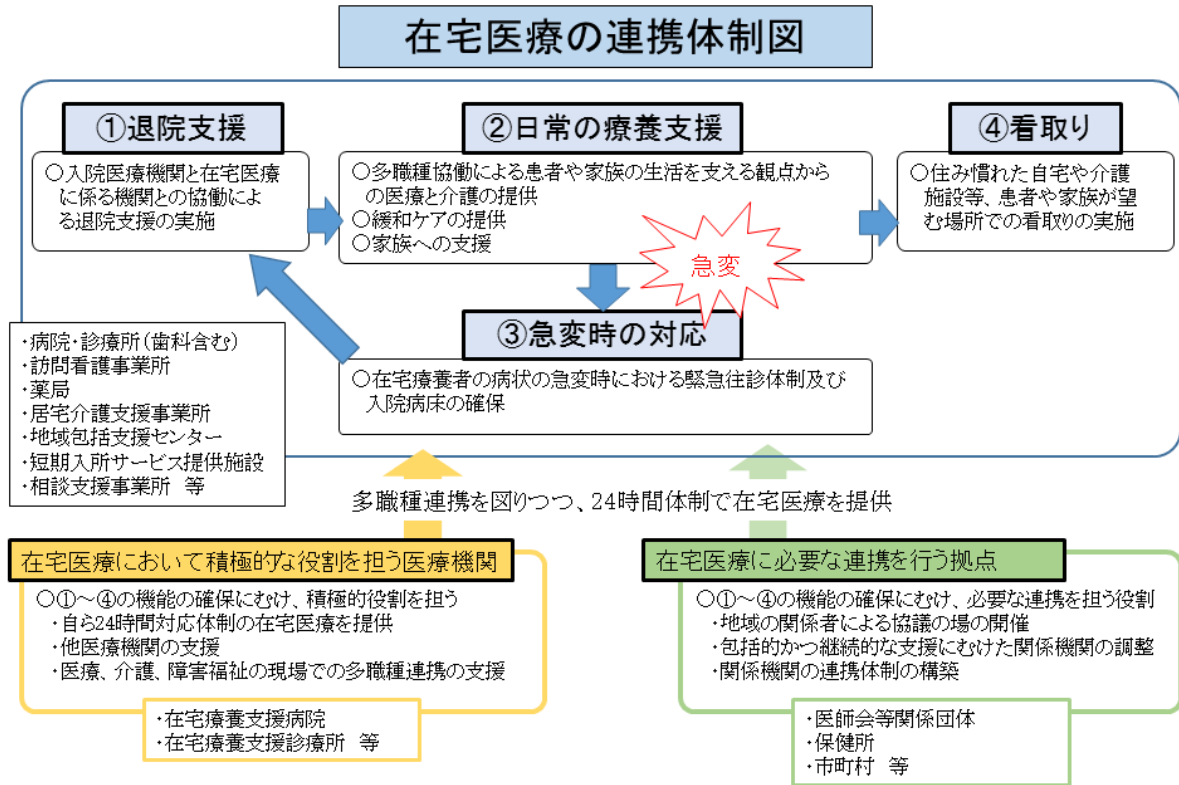 在宅医療の連携体制図
①退院支援
○入院医療機関と在宅医療
に係る機関との協働によ
る退院支援の実施
②日常の療養支援
○多職種協働による患者や家族の生活を支える観点から
の医療と介護の提供
○緩和ケアの提供
○家族への支援
急変
④看取り
○住み慣れた自宅や介護
施設等、患者や家族が望
む場所での看取りの実施
③急変時の対応
○在宅療養者の病状の急変時における緊急往診体制及び
入院病床の確保
・病院・診療所(歯科含む)
・訪問看護事業所
・薬局
・居宅介護支援事業所
・地域包括支援センター
・短期入所サービス提供施設
・相談支援事業所 等
多職種連携を図りつつ、24時間体制で在宅医療を提供
在宅医療において積極的な役割を担う医療機関
○①~④の機能の確保にむけ、積極的役割を担う
・自ら24時間対応体制の在宅医療を提供
・他医療機関の支援
・医療、介護、障害福祉の現場での多職種連携の支援
・在宅療養支援病院
・在宅療養支援診療所 等
在宅医療に必要な連携を行う拠点
○①~④の機能の確保にむけ、必要な連携を担う役割
・地域の関係者による協議の場の開催
・包括的かつ継続的な支援にむけた関係機関の調整
・関係機関の連携体制の構築
・医師会等関係団体
・保健所
・市町村 等